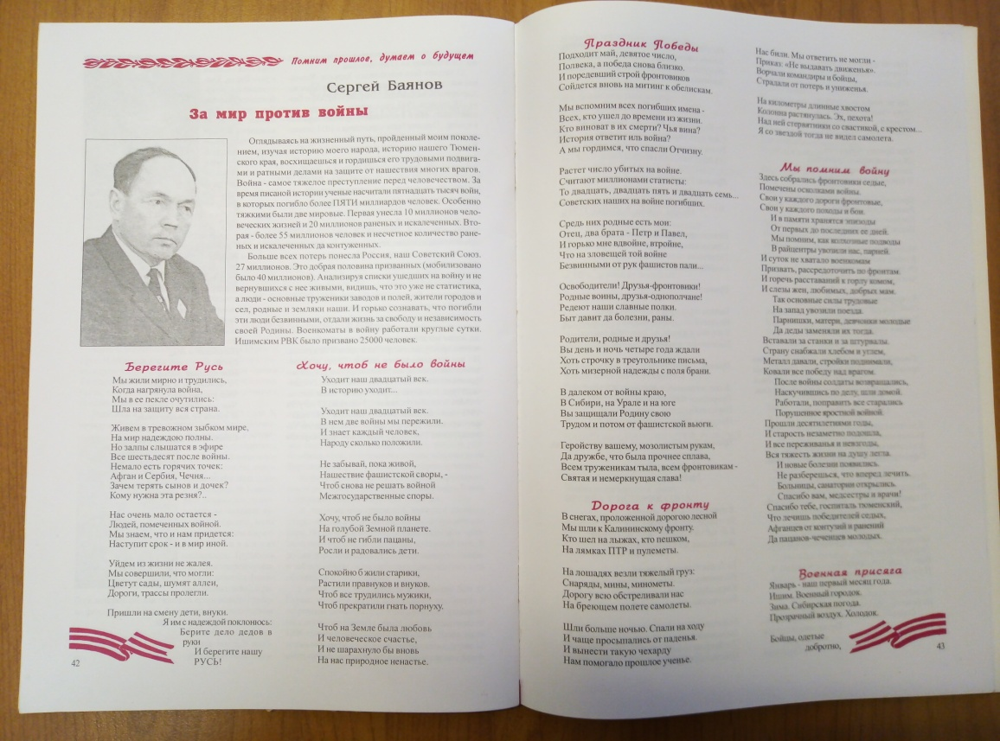 Помним прошлое, думаем о будущем
Сергей Баянов
За мир против войны
Оглядываясь на жизненный путь, пройденный моим поколе-
нием, изучая историю моего народа, историю нашего Тюмен-
ского края, восхищаешься и гордишься его трудовыми подвига-
ми и ратными делами на защите от нашествия многих врагов.
Война - самое тяжелое преступление перед человечеством. За
время писаной истории ученые насчитали пятнадцать тысяч войн,
в которых погибло более ПЯТИ миллиардов человек. Особенно
тяжкими были две мировые. Первая унесла 10 миллионов чело-
веческих жизней и 20 миллионов раненых и искалеченных. Вто-
рая - более 55 миллионов человек и несчетное количество ране-
ных и искалеченных да контуженных.
Больше всех потерь понесла Россия, наш Советский Союз.
27 миллионов. Это добрая половина призванных (мобилизовано
было 40 миллионов). Анализируя списки ушедших на войну и не
вернувшихся с нее живыми, видишь, что это уже не статистика,
а люди - основные труженики заводов и полей, жители городов и
сел, родные и земляки наши. И горько сознавать, что погибли
эти люди безвинными, отдали жизнь за свободу и независимость
своей Родины. Военкоматы в войну работали круглые сутки.
Ишимским РВК было призвано 25000 человек.
Берегите Русь
Мы жили мирно и трудились,
Когда нагрянула война,
Мы в ее пекле очутились:
Шла на защиту вся страна.
Живем в тревожном зыбком мире,
На мир надеждою полны.
Но залпы слышатся в эфире
Все шестьдесят после войны.
Немало есть горячих точек:
Афган и Сербия, Чечня...
Зачем терять сынов и дочек?
Кому нужна эта резня?..
Нас очень мало остается -
Людей, помеченных войной.
Мы знаем, что и нам придется:
Наступит срок - и в мир иной.
Уйдем из жизни не жалея.
Мы совершили, что могли:
Цветут сады, шумят аллеи,
Дороги, трассы пролегли.
Пришли на смену дети, внуки.
Я им с надеждой поклонюсь:
Берите дело дедов в
руки
И берегите нашу
РУСЬ!
42
Хочу, чтоб не было войны
Уходит наш двадцатый век.
В историю уходит...
Уходит наш двадцатый век.
В нем две войны мы пережили.
И знает каждый человек,
Народу сколько положили.
Не забывай, пока живой,
Нашествие фашистской своры, -
Чтоб снова не решать войной
Межгосударственные споры.
Хочу, чтоб не было войны
На голубой Земной планете.
И чтоб не гибли пацаны,
Росли и радовались дети.
Спокойно б жили старики,
Растили правнуков и внуков.
Чтоб все трудились мужики,
Чтоб прекратили гнать порнуху.
Чтоб на Земле была любовь
И человеческое счастье,
И не шарахнуло бы вновь
На нас природное ненастье.
Праздник Победы
Подходит май, девятое число,
Полвека, а победа снова близко.
И поредевший строй фронтовиков
Сойдется вновь на митинг к обелискам.
Мы вспомним всех погибших имена -
Всех, кто ушел до времени из жизни.
Кто виноват в их смерти? Чья вина?
История ответит иль война?
А мы гордимся, что спасли Отчизну.
Растет число убитых на войне.
Считают миллионами статисты:
То двадцать, двадцать пять и двадцать семь...
Советских наших на войне погибших.
Средь них родные есть мои:
Отец, два брата - Петр и Павел,
И горько мне вдвойне, втройне,
Что на зловещей той войне
Безвинными от рук фашистов пали...
Освободители! Друзья-фронтовики!
Родные воины, друзья-однополчане!
Редеют наши славные полки.
Быт давит да болезни, раны.
Родители, родные и друзья!
Вы день и ночь четыре года ждали
Хоть строчку в треугольнике письма,
Хоть мизерной надежды с поля брани.
В далеком от войны краю,
В Сибири, на Урале и на юге
Вы защищали Родину свою
Трудом и потом от фашистской вьюги.
Геройству вашему, мозолистым рукам,
Да дружбе, что была прочнее сплава,
Всем труженикам тыла, всем фронтовикам -
Святая и немеркнущая слава!
Дорога к фронту
В снегах, проложенной дорогою лесной
Мы шли к Калининскому фронту.
Кто шел на лыжах, кто пешком,
На лямках ПТР и пулеметы.
На лошадях везли тяжелый груз:
Снаряды, мины, минометы.
Дорогу всю обстреливали нас
На бреющем полете самолеты.
Шли больше ночью. Спали на ходу
И чаще просыпались от паденья.
И вынести такую чехарду
Нам помогало прошлое ученье.
Нас били. Мы ответить не могли -
Приказ: «Не выдавать движенья».
Ворчали командиры и бойцы,
Страдали от потерь и униженья.
На километры длинные хвостом
Колонна растянулась. Эх, пехота!
Над ней стервятники со свастикой, с крестом...
Я со звездой тогда не видел самолета.
Мы помним войну
Здесь собрались фронтовики седые,
Помечены осколками войны.
Свои у каждого дороги фронтовые,
Свои у каждого походы и бои.
И в памяти хранятся эпизоды
От первых до последних ее дней.
Мы помним, как колхозные подводы
В райцентры увозили нас, парней.
И суток не хватало военкомам
Призвать, рассредоточить по фронтам.
И горечь расставаний к горлу комом,
И слезы жен, любимых, добрых мам.
Так основные силы трудовые
На запад увозили поезда.
Парнишки, матери, девчонки молодые
Да деды заменяли их тогда.
Вставали за станки и за штурвалы.
Страну снабжали хлебом и углем,
Металл давали, стройки поднимали,
Ковали все победу над врагом.
После войны солдаты возвращались,
Наскучившись по делу, шли домой.
Работали, поправить все старались
Порушенное яростной войной.
Прошли десятилетиями годы,
И старость незаметно подошла,
И все переживанья и невзгоды,
Вся тяжесть жизни на душу легла.
И новые болезни появились.
Не разберешься, что вперед лечить.
Больницы, санатории открылись.
Спасибо вам, медсестры и врачи!
Спасибо тебе, госпиталь тюменский,
Что лечишь победителей седых,
Афганцев от контузий и ранений
Да пацанов-чеченцев молодых.
Военная присяга
Январь - наш первый месяц года.
Ишим. Военный городок.
Зима. Сибирская погода.
Прозрачный воздух. Холодок.
Бойцы, одетые
добротно,
43